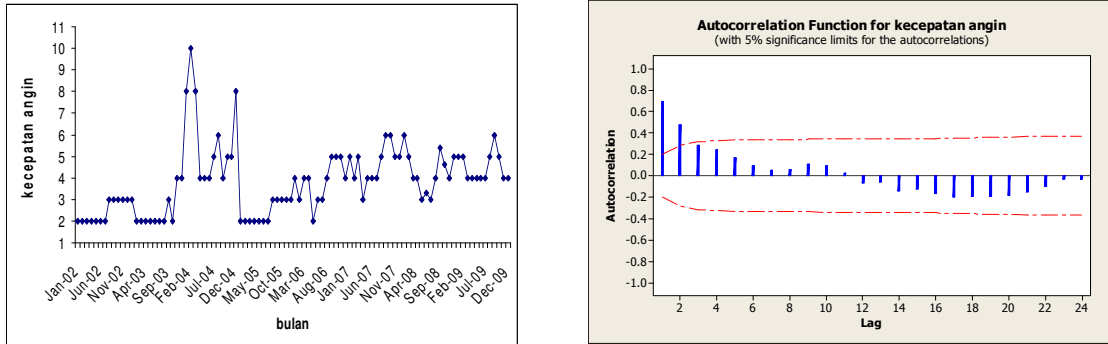 11
10
9
8
7
6
5
4
3
2
1
kecepatan angin
Jan-02
Jun-02
Nov-02
Apr-03
Sep-03
Feb-04
Jul-04
Dec-04
May-05
Oct-05
Mar-06
Aug-06
Jan-07
Jun-07
Nov-07
Apr-08
Sep-08
Feb-09
Jul-09
Dec-09
bulan
Autocorrelation Function for kecepatan angin
(with 5% significance limits for the autocorrelations)
1.0
0.8
0.6
0.4
0.2
0.0
-0.2
-0.4
-0.6
-0.8
-1.0
Autocorrelation
2 4 6 8 10 12 14 16 18 20 22 24
Lag